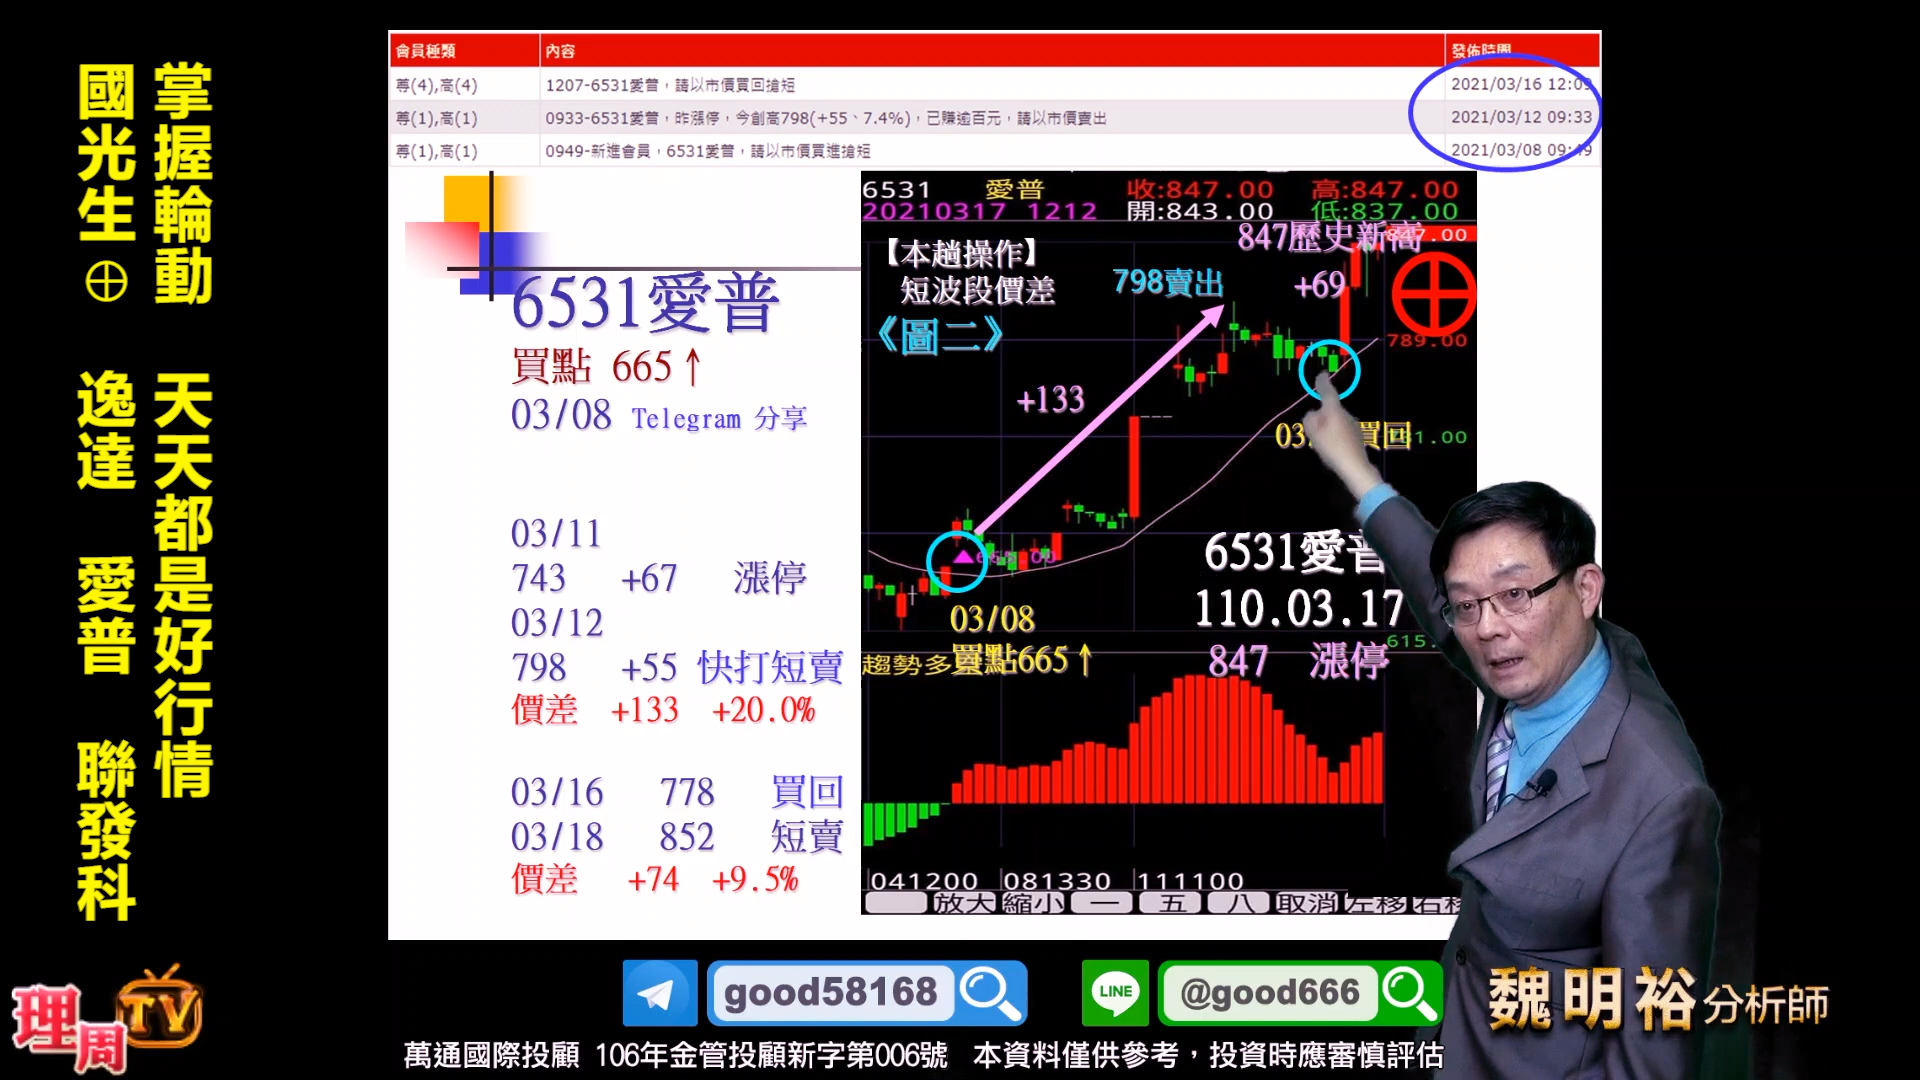 掌握輪動 天天都是好行情
國光生⊕ 逸達 愛普 聯發科
會員種類 內容 發佈時間
尊(4),高(4) 1207-6531愛普，請以市價買回搶短 2021/03/16 12:09
尊(1),高(1) 0933-6531愛普，昨漲停，今創高798(+55、7.4%)，已賺逾百元，請以市價賣出 2021/03/12 09:33
尊(1),高(1) 0949-新進會員，6531愛普，請以市價買進搶短 2021/03/08 09:49
6531愛普
買點 665↑
03/08 Telegram 分享
03/11
743 +67 漲停
03/12
798 +55 快打短賣
價差 +133 +20.0%
03/16 778 買回
03/18 852 短賣
價差 +74 +9.5%
6531 愛普 收:847.00 高:847.00
20210317 1212 開:843.00 低:837.00
847歷史新高
847.00
【本趟操作】
短波段價差
《圖二》
798賣出
+69
789.00
+133
買回
03/08
買點665↑
6531愛普
110.03.17
847 漲停
615.
趨勢多
041200 081330 111100
放大 縮小 一 五 八 取消 左移 右移
理周TV
good58168
LINE @good666
魏明裕分析師
萬通國際投顧 106年金管投顧新字第006號 本資料僅供參考，投資時應審慎評估